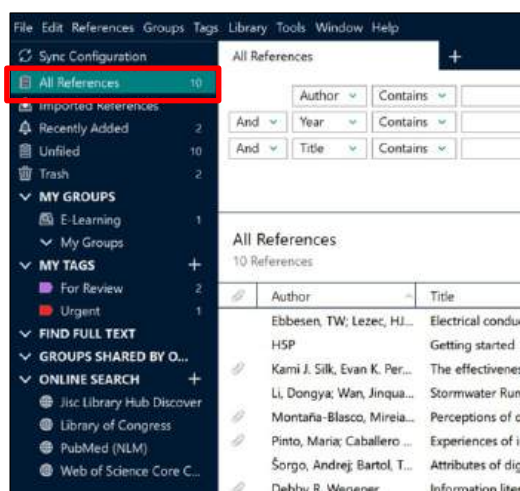 File Edit References Groups Tags Library Tools Window Help
Sync Configuration
All References 10
Imported References
Recently Added 2
Unfiled 10
Trash 2
MY GROUPS
E-Learning 1
My Groups
MY TAGS +
For Review 2
Urgent 1
FIND FULL TEXT
GROUPS SHARED BY O...
ONLINE SEARCH +
Jisc Library Hub Discover
Library of Congress
PubMed (NLM)
Web of Science Core C...
All References +
Author Contains
And Year Contains
And Title Contains
All References
10 References
Author Title
Ebbesen, TW; Lezec, HJ... Electrical condu
H5P Getting started
Kami J. Silk, Evan K. Per... The effectivenes
Li, Dongya; Wan, Jinqua... Stormwater Run
Montaña-Blasco, Mireia... Perceptions of
Pinto, Maria; Caballero ... Experiences of i
Šorgo, Andrej; Bartol, T... Attributes of dig
Debby R. Wegener Information liter